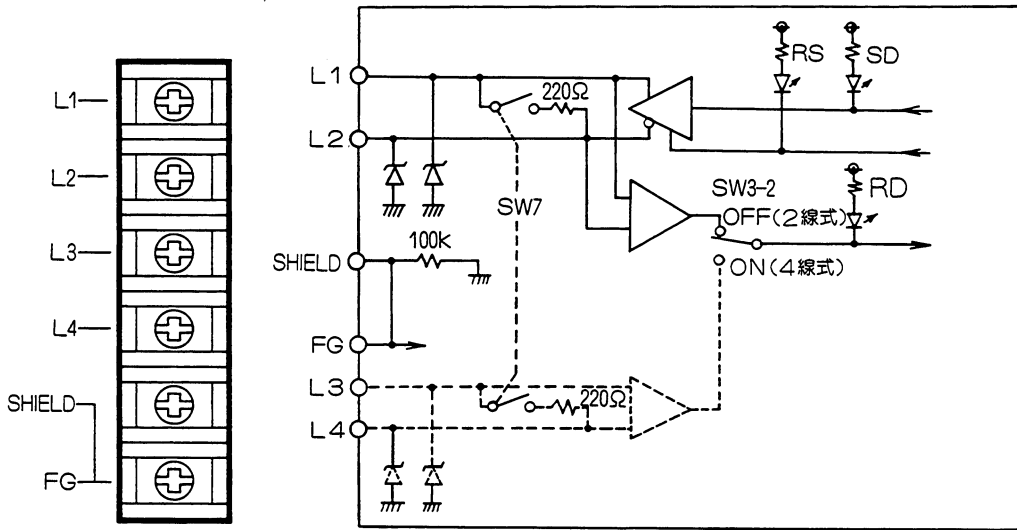 L1
L2
L3
L4
SHIELD
FG
L1
L2
SHIELD
FG
L3
L4
220Ω
SW7
100K
220Ω
RS
SD
SW3-2
OFF(2線式)
RD
ON(4線式)